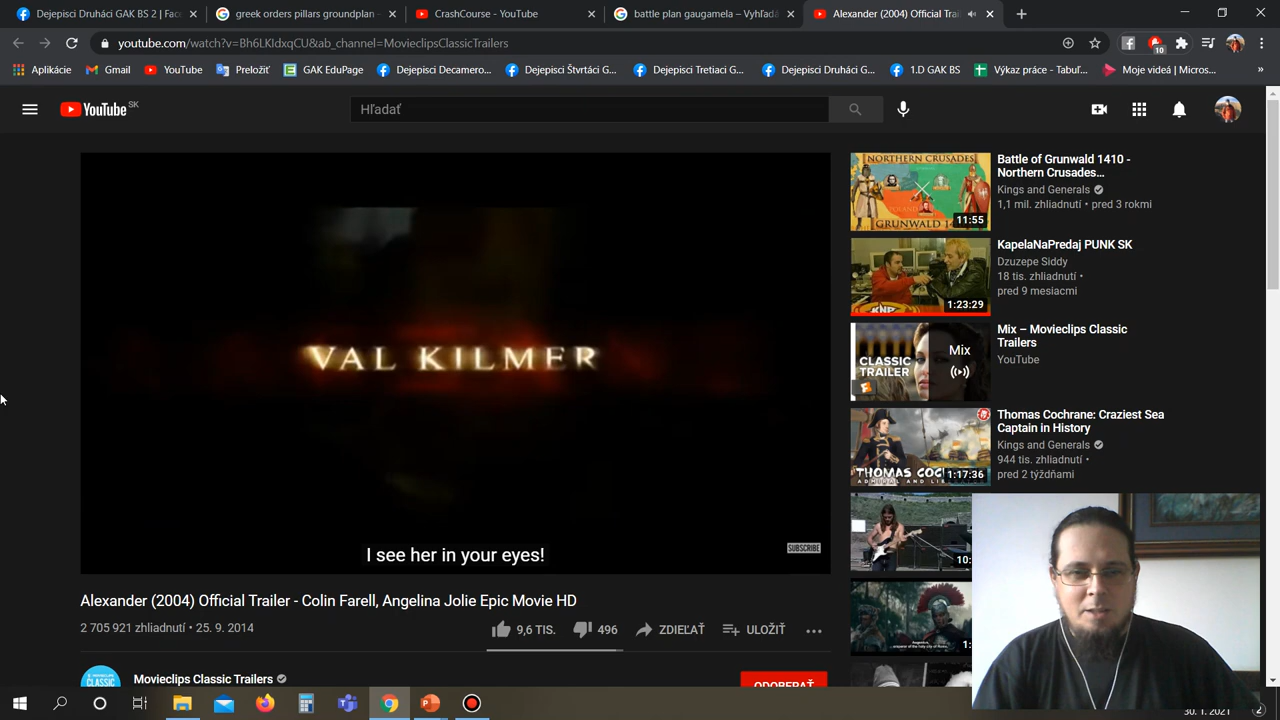 Dejepisci Druháci GAK BS 2 | Fac
greek orders pillars groundplan -
CrashCourse - YouTube
battle plan gaugamela – Vyhľadá
Alexander (2004) Official Trai
youtube.com/watch?v=Bh6LKldxqCU&ab_channel=MovieclipsClassicTrailers
10
Aplikácie
Gmail
YouTube
Preložiť
GAK EduPage
Dejepisci Decemero...
Dejepisci Štvrtáci G...
Dejepisci Tretiaci G...
Dejepisci Druháci G...
1.D GAK BS
Výkaz práce - Tabuľ...
Moje videá | Micros...
»
YouTube SK
Hľadať
VAL KILMER
I see her in your eyes!
SUBSCRIBE
Alexander (2004) Official Trailer - Colin Farell, Angelina Jolie Epic Movie HD
2 705 921 zhliadnutí • 25. 9. 2014
9,6 TIS.
496
ZDIEĽAŤ
ULOŽIŤ
CLASSIC
Movieclips Classic Trailers
ODOBERAŤ
NORTHERN CRUSADES
11:55
Battle of Grunwald 1410 -
Northern Crusades...
Kings and Generals
1,1 mil. zhliadnutí • pred 3 rokmi
1:23:29
KapelaNaPredaj PUNK SK
Dzuzepe Siddy
18 tis. zhliadnutí •
pred 9 mesiacmi
CLASSIC
TRAILER
Mix
Mix – Movieclips Classic
Trailers
YouTube
THOMAS COC
1:17:36
Thomas Cochrane: Craziest Sea
Captain in History
Kings and Generals
944 tis. zhliadnutí •
pred 2 týždňami
10:
1:
30. 1. 2021
2